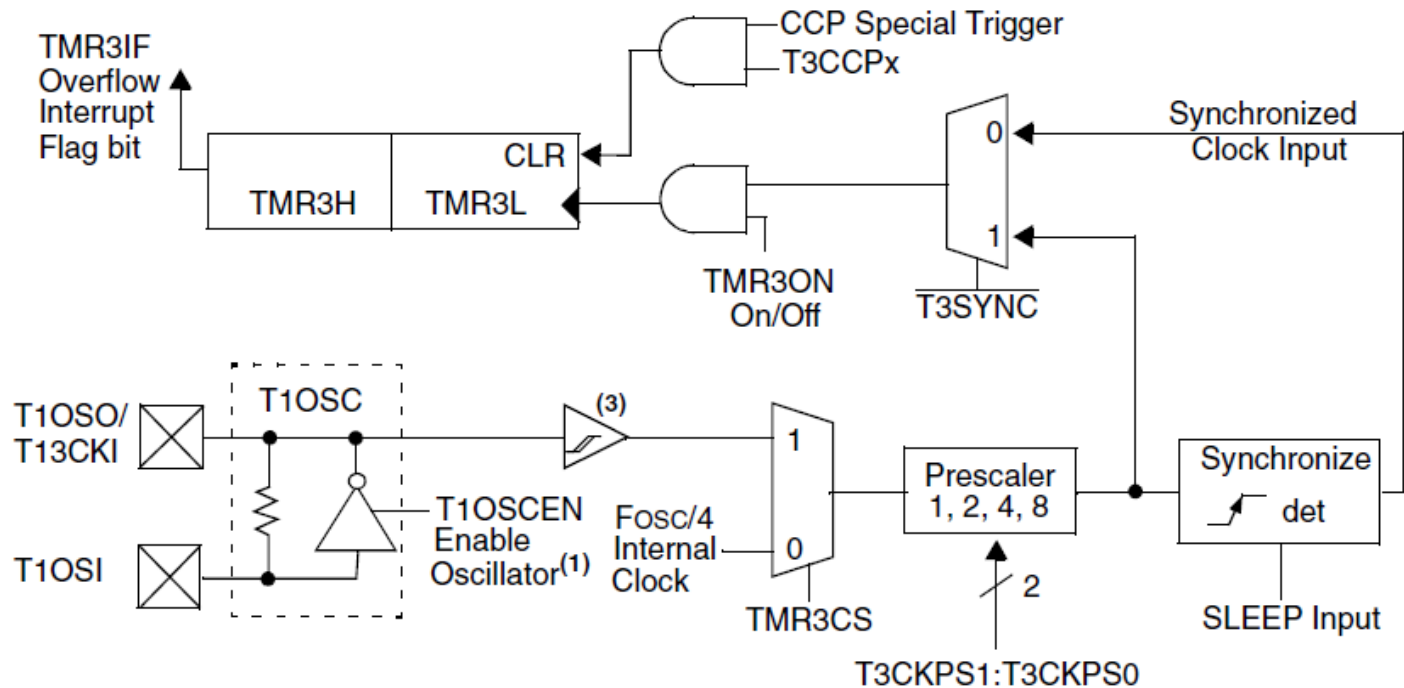 CCP Special Trigger
T3CCPx
TMR3IF
Overflow
Interrupt
Flag bit
CLR
TMR3H
TMR3L
TMR3ON
On/Off
0
1
T3SYNC
Synchronized
Clock Input
T1OSO/
T13CKI
T1OSI
T1OSC
T1OSCEN
Enable
Oscillator(1)
(3)
FOSC/4
Internal
Clock
1
0
TMR3CS
Prescaler
1, 2, 4, 8
2
T3CKPS1:T3CKPS0
Synchronize
det
SLEEP Input